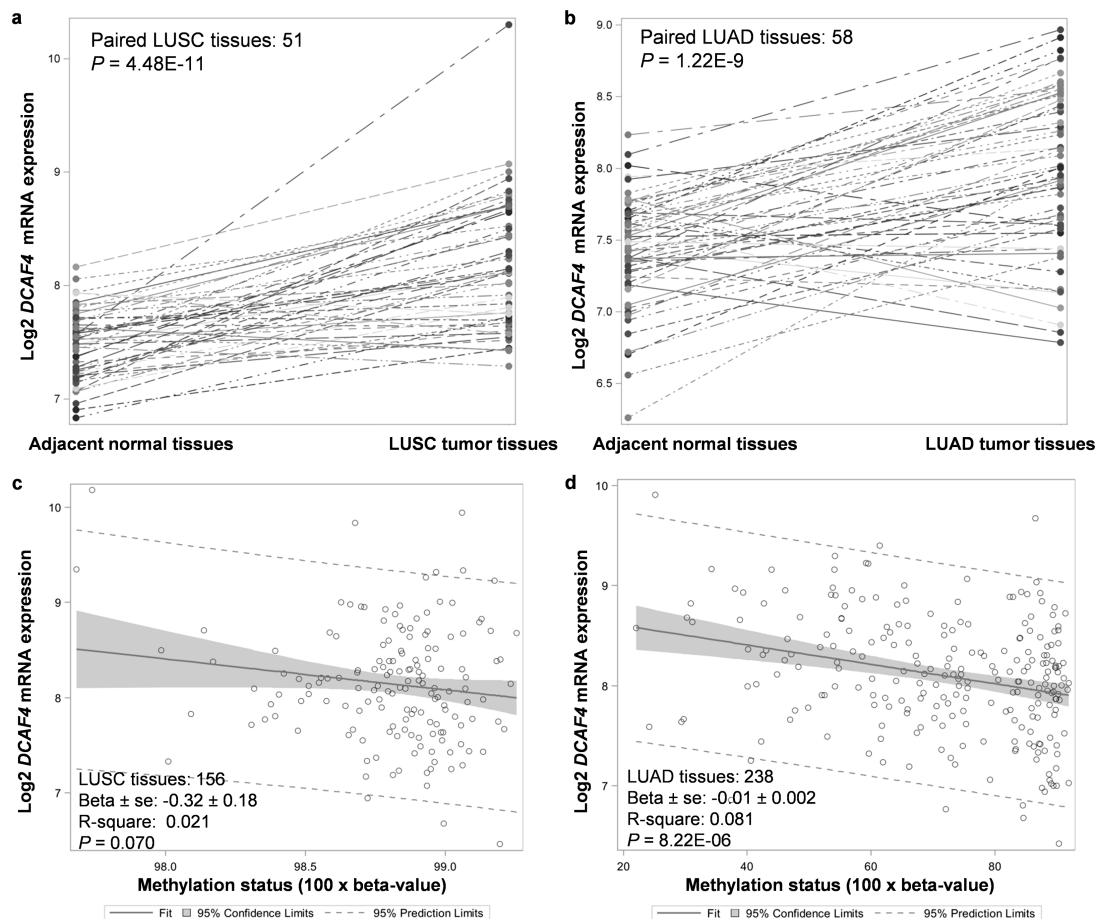 a
Paired LUSC tissues: 51
P = 4.48E-11
Log2 DCAF4 mRNA expression
10
9
8
7
Adjacent normal tissues
LUSC tumor tissues
b
Paired LUAD tissues: 58
P = 1.22E-9
Log2 DCAF4 mRNA expression
9.0
8.5
8.0
7.5
7.0
6.5
Adjacent normal tissues
LUAD tumor tissues
c
Log2 DCAF4 mRNA expression
10
9
8
7
LUSC tissues: 156
Beta ± se: -0.32 ± 0.18
R-square: 0.021
P = 0.070
98.0
98.5
99.0
Methylation status (100 x beta-value)
Fit
95% Confidence Limits
95% Prediction Limits
d
Log2 DCAF4 mRNA expression
10
9
8
7
LUAD tissues: 238
Beta ± se: -0.01 ± 0.002
R-square: 0.081
P = 8.22E-06
20
40
60
80
Methylation status (100 x beta-value)
Fit
95% Confidence Limits
95% Prediction Limits